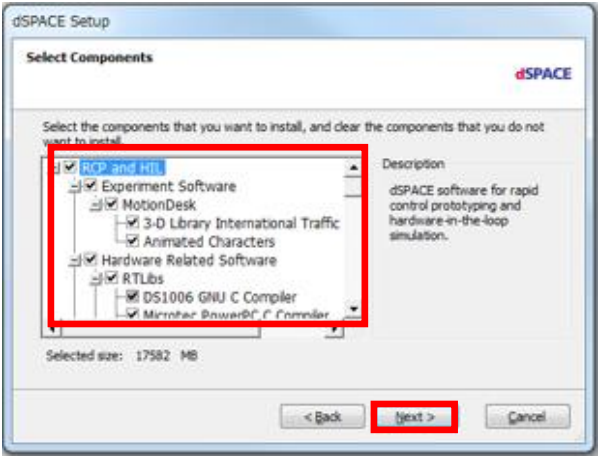 dSPACE Setup
Select Components
dSPACE
Select the components that you want to install, and clear the components that you do not
want to install.
RCP and HIL
Experiment Software
MotionDesk
3-D Library International Traffic
Animated Characters
Hardware Related Software
RTLibs
DS1006 GNU C Compiler
Microtec PowerPC C Compiler
Description
dSPACE software for rapid
control prototyping and
hardware-in-the-loop
simulation.
Selected size: 17582 MB
< Back
Next >
Cancel